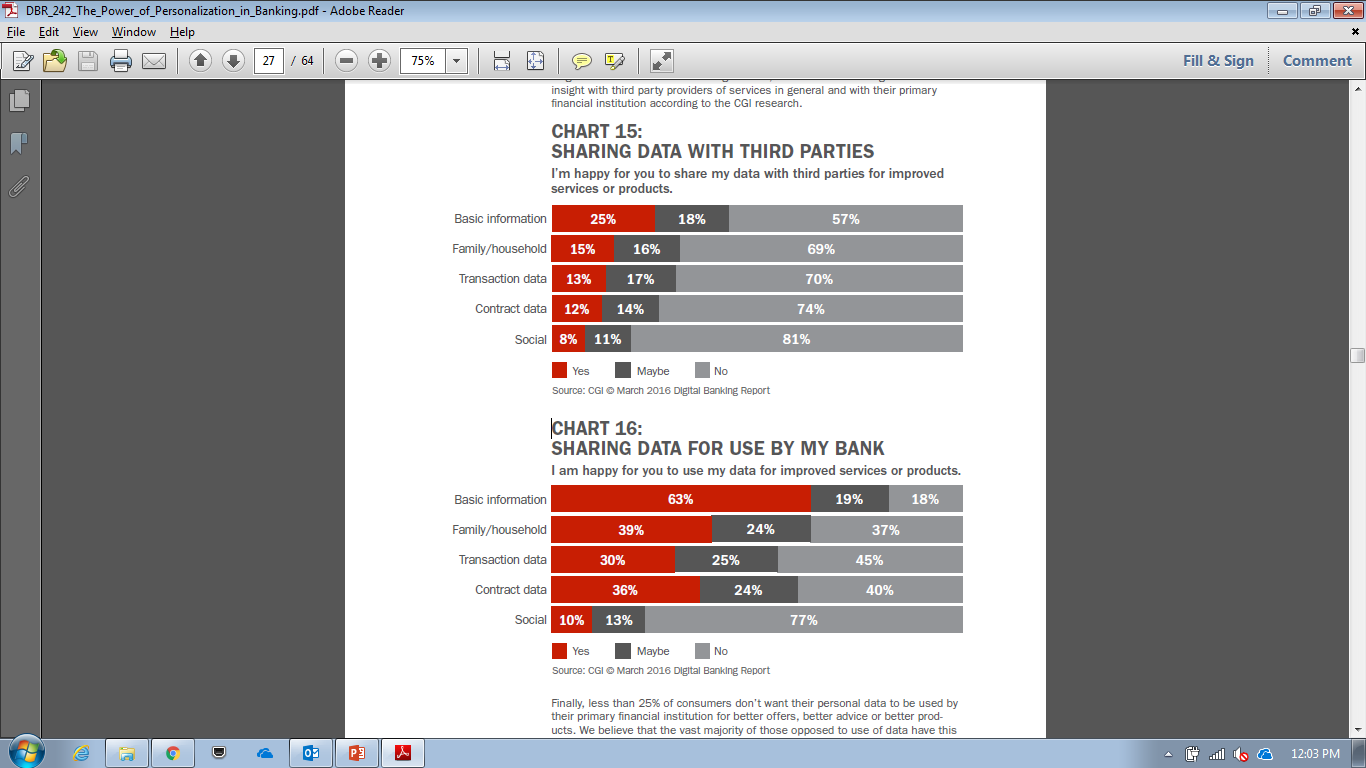 DBR_242_The_Power_of_Personalization_in_Banking.pdf - Adobe Reader
File Edit View Window Help
27 / 64 75% Fill & Sign Comment
insight with third party providers of services in general and with their primary
financial institution according to the CGI research.
CHART 15:
SHARING DATA WITH THIRD PARTIES
I'm happy for you to share my data with third parties for improved
services or products.
Basic information 25% 18% 57%
Family/household 15% 16% 69%
Transaction data 13% 17% 70%
Contract data 12% 14% 74%
Social 8% 11% 81%
Yes Maybe No
Source: CGI © March 2016 Digital Banking Report
CHART 16:
SHARING DATA FOR USE BY MY BANK
I am happy for you to use my data for improved services or products.
Basic information 63% 19% 18%
Family/household 39% 24% 37%
Transaction data 30% 25% 45%
Contract data 36% 24% 40%
Social 10% 13% 77%
Yes Maybe No
Source: CGI © March 2016 Digital Banking Report
Finally, less than 25% of consumers don't want their personal data to be used by
their primary financial institution for better offers, better advice or better prod-
ucts. We believe that the vast majority of those opposed to use of data have this
12:03 PM